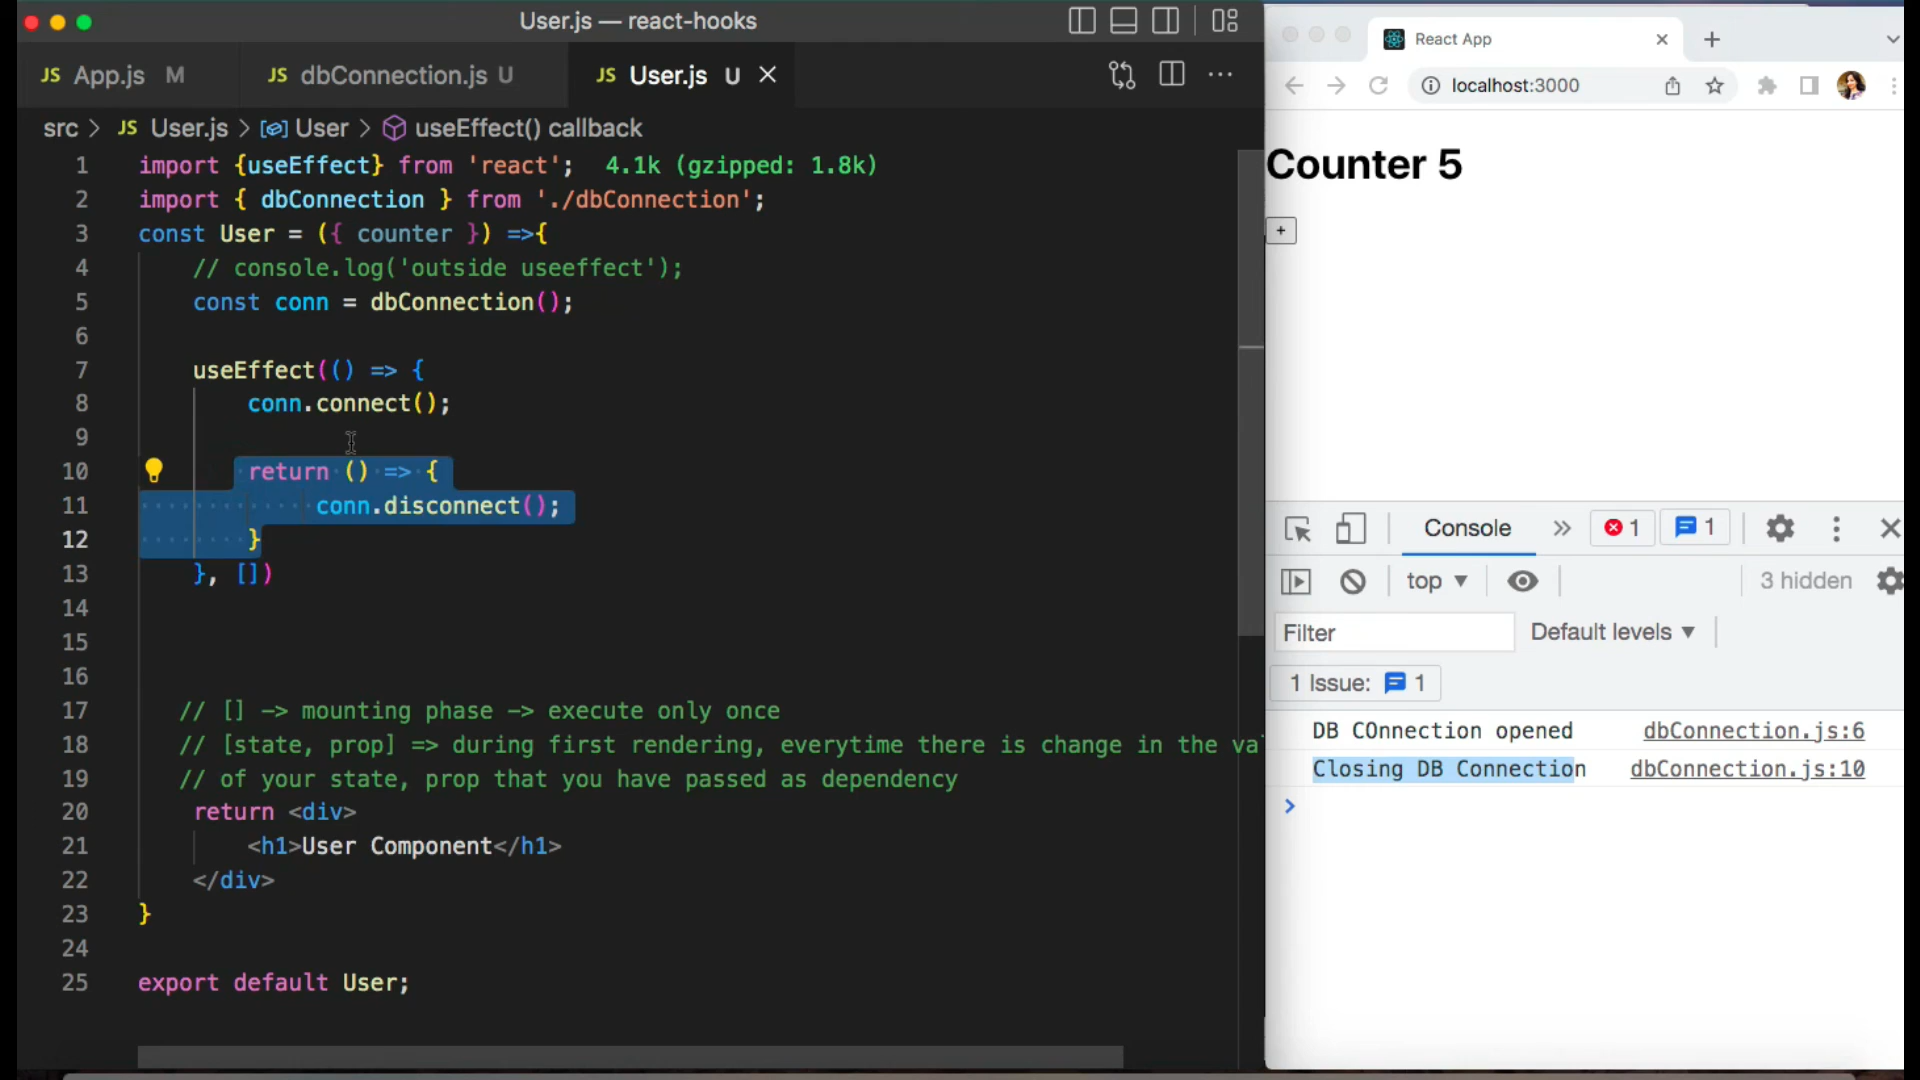 User.js — react-hooks
JS App.js M
JS dbConnection.js U
JS User.js U
src > JS User.js > User > useEffect() callback
1 import {useEffect} from 'react'; 4.1k (gzipped: 1.8k)
2 import { dbConnection } from './dbConnection';
3 const User = ({ counter }) =>{
4 // console.log('outside useeffect');
5 const conn = dbConnection();
6
7 useEffect(() => {
8 conn.connect();
9
10 return () => {
11 conn.disconnect();
12 }
13 }, [])
14
15
16
17 // [] -> mounting phase -> execute only once
18 // [state, prop] => during first rendering, everytime there is change in the va
19 // of your state, prop that you have passed as dependency
20 return <div>
21 <h1>User Component</h1>
22 </div>
23 }
24
25 export default User;
React App
localhost:3000
Counter 5
+
Console
1
1
top
3 hidden
Filter
Default levels
1 Issue: 1
DB COnnection opened dbConnection.js:6
Closing DB Connection dbConnection.js:10
>